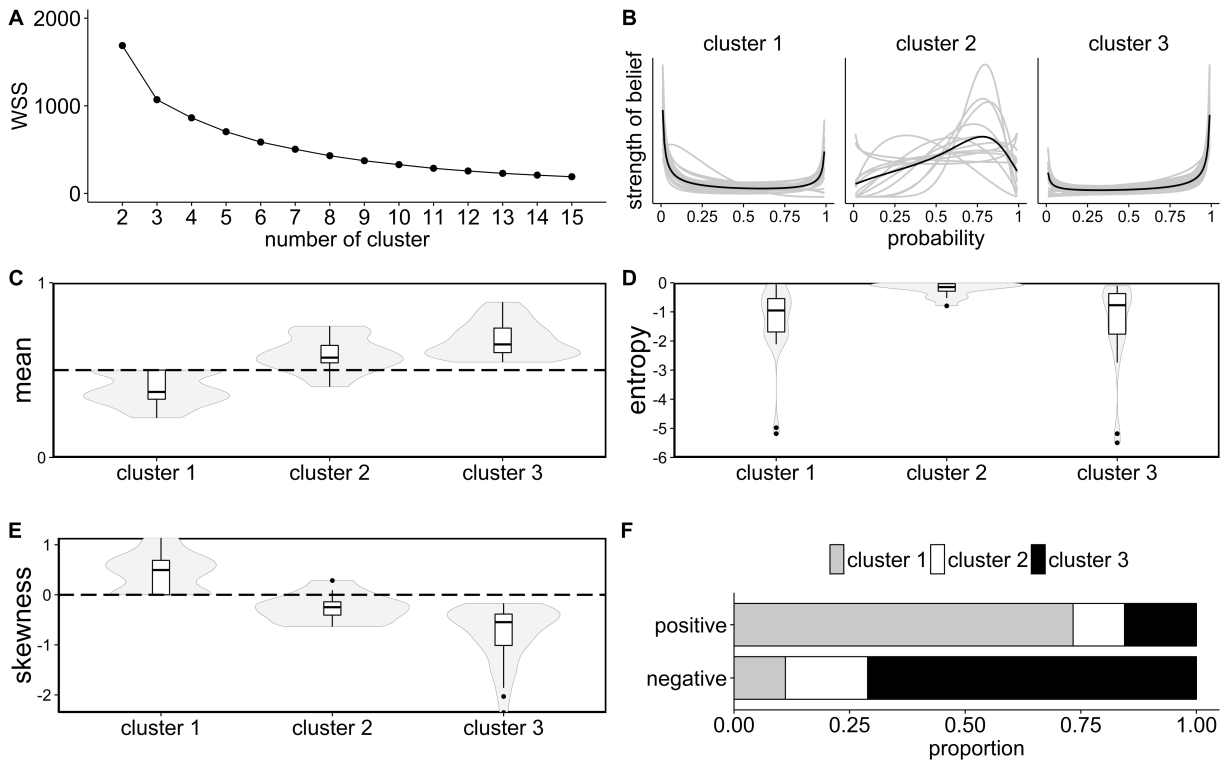 A
2000
1000
0
WSS
2 3 4 5 6 7 8 9 10 11 12 13 14 15
number of cluster
B
cluster 1 cluster 2 cluster 3
strength of belief
0 0.25 0.5 0.75 1 0 0.25 0.5 0.75 1 0 0.25 0.5 0.75 1
probability
C
1
0
mean
cluster 1 cluster 2 cluster 3
D
0
-1
-2
-3
-4
-5
-6
entropy
cluster 1 cluster 2 cluster 3
E
1
0
-1
-2
skewness
cluster 1 cluster 2 cluster 3
F
cluster 1 cluster 2 cluster 3
positive
negative
0.00 0.25 0.50 0.75 1.00
proportion